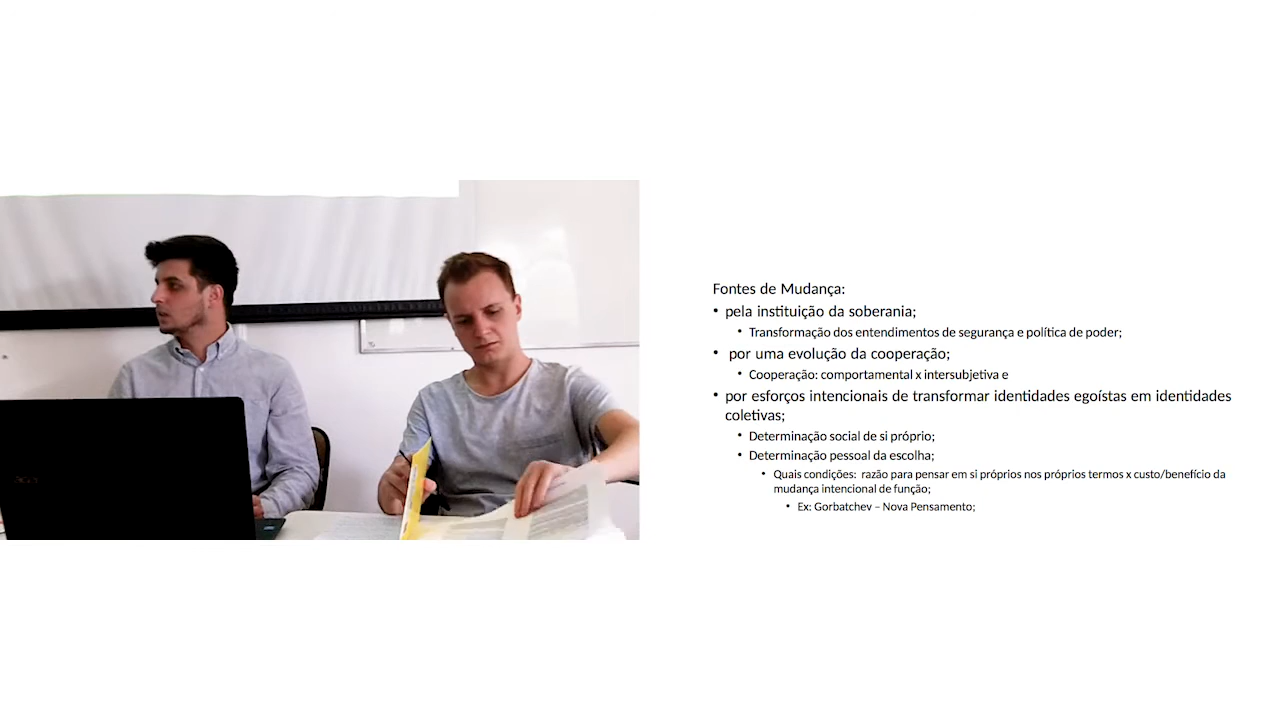 Fontes de Mudança:
• pela instituição da soberania;
• Transformação dos entendimentos de segurança e política de poder;
• por uma evolução da cooperação;
• Cooperação: comportamental x intersubjetiva e
• por esforços intencionais de transformar identidades egoístas em identidades
coletivas;
• Determinação social de si próprio;
• Determinação pessoal da escolha;
• Quais condições: razão para pensar em si próprios nos próprios termos x custo/benefício da
mudança intencional de função;
• Ex: Gorbatchev – Nova Pensamento;